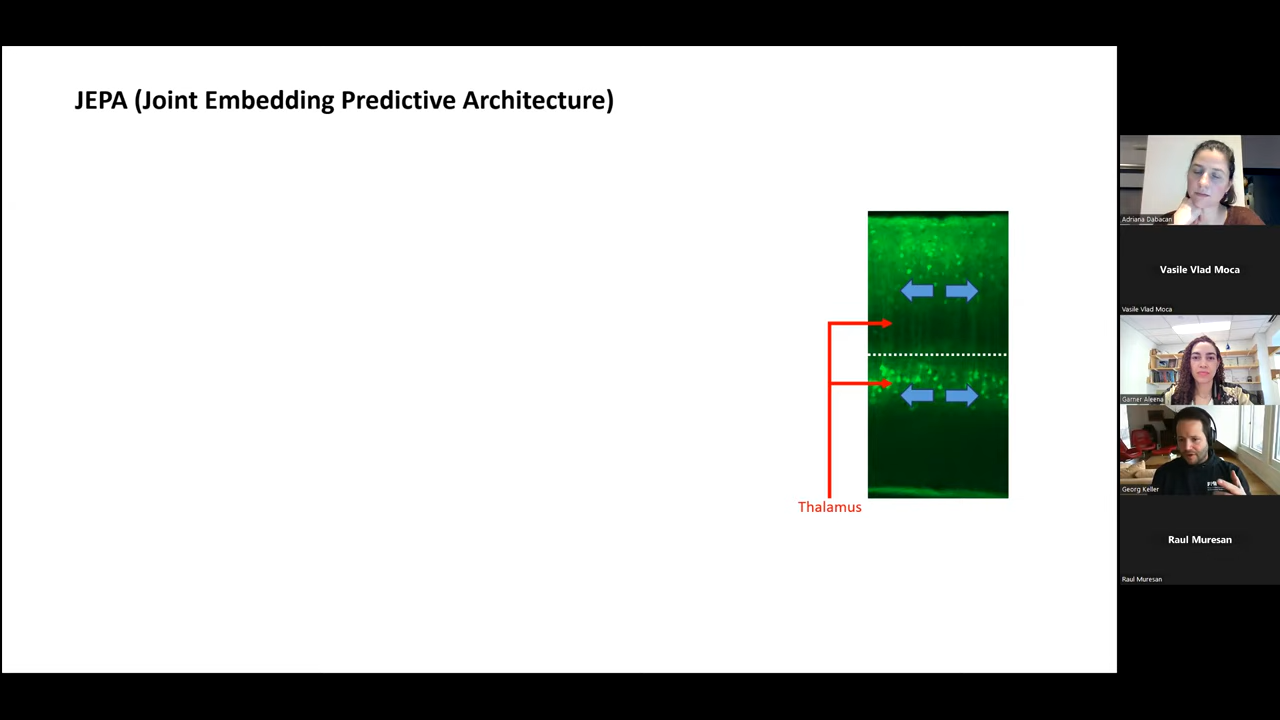 JEPA (Joint Embedding Predictive Architecture)
Thalamus
Adriana Dabacan
Vasile Vlad Moca
Vasile Vlad Moca
Garner Aleena
Georg Keller
Raul Muresan
Raul Muresan